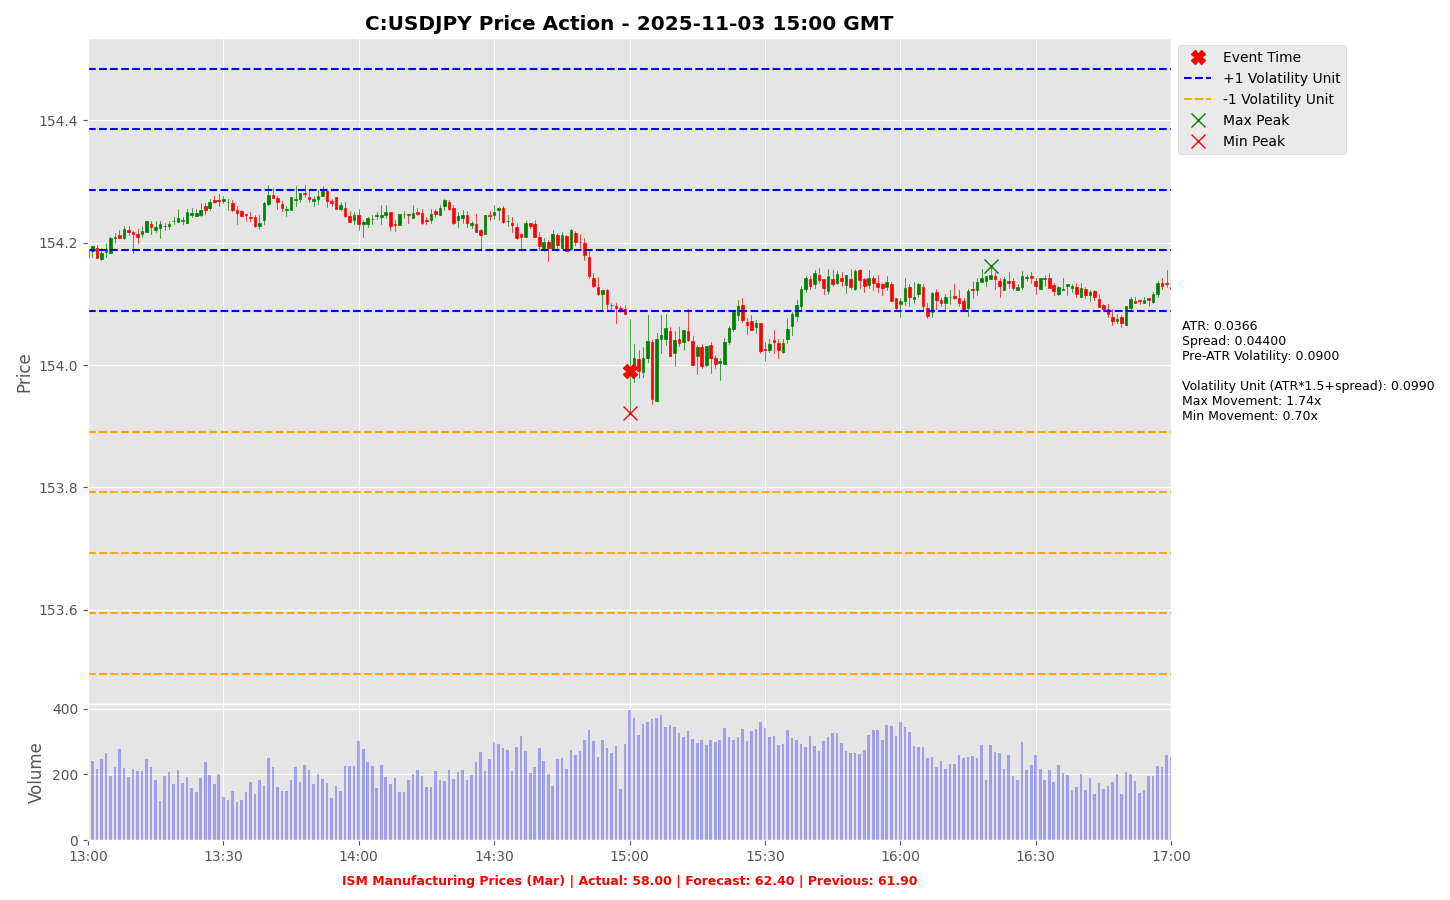 C:USDJPY Price Action - 2025-11-03 15:00 GMT
Event Time
+1 Volatility Unit
-1 Volatility Unit
Max Peak
Min Peak
154.4
154.2
154.0
153.8
153.6
Price
ATR: 0.0366
Spread: 0.04400
Pre-ATR Volatility: 0.0900
Volatility Unit (ATR*1.5+spread): 0.0990
Max Movement: 1.74x
Min Movement: 0.70x
400
200
0
Volume
13:00 13:30 14:00 14:30 15:00 15:30 16:00 16:30 17:00
ISM Manufacturing Prices (Mar) | Actual: 58.00 | Forecast: 62.40 | Previous: 61.90